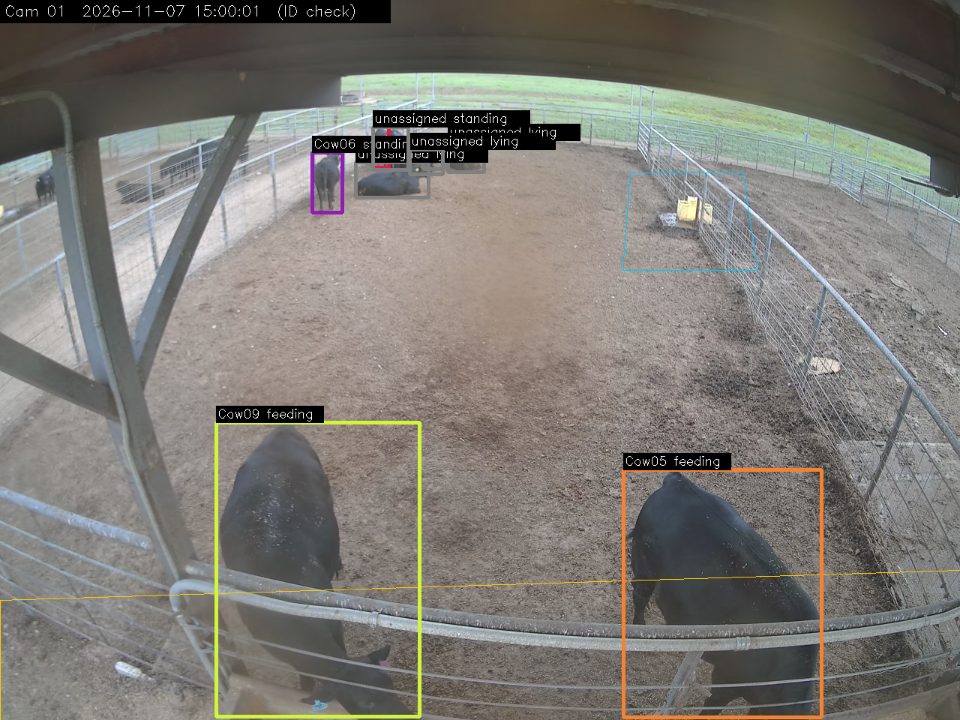 Cam 01 2026-11-07 15:00:01 (ID check)
unassigned standing
unassigned lying
Cow06 standing
unassigned lying
unassigned lying
Cow09 feeding
Cow05 feeding